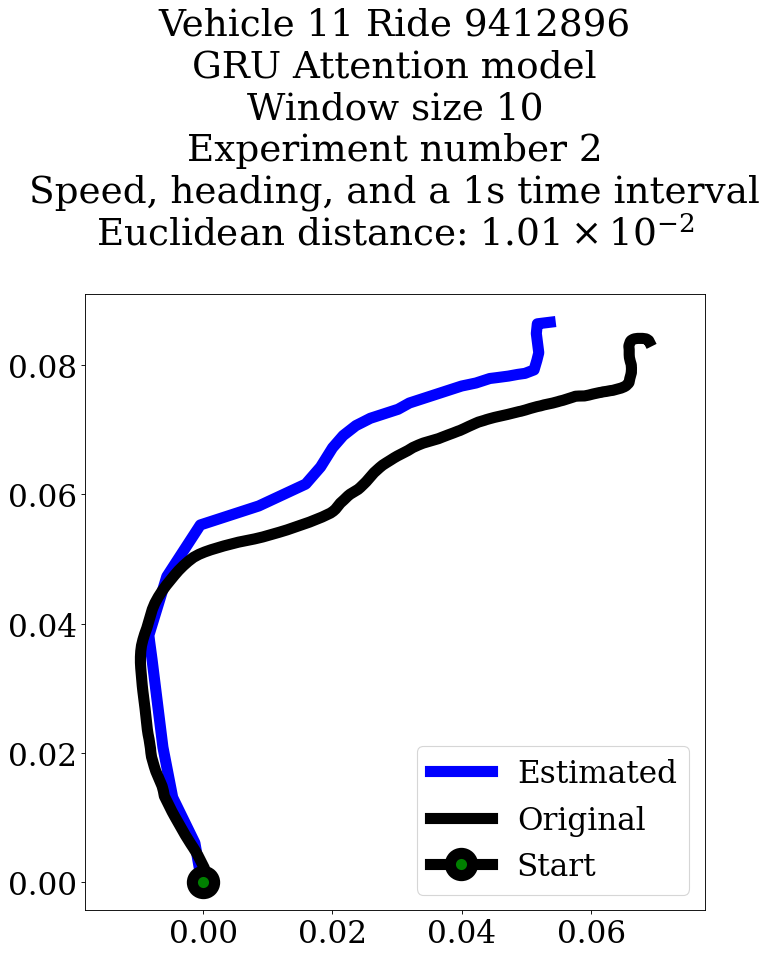 Vehicle 11 Ride 9412896
GRU Attention model
Window size 10
Experiment number 2
Speed, heading, and a 1s time interval
Euclidean distance: 1.01 × 10⁻²
0.08
0.06
0.04
0.02
0.00
Estimated
Original
Start
0.00 0.02 0.04 0.06